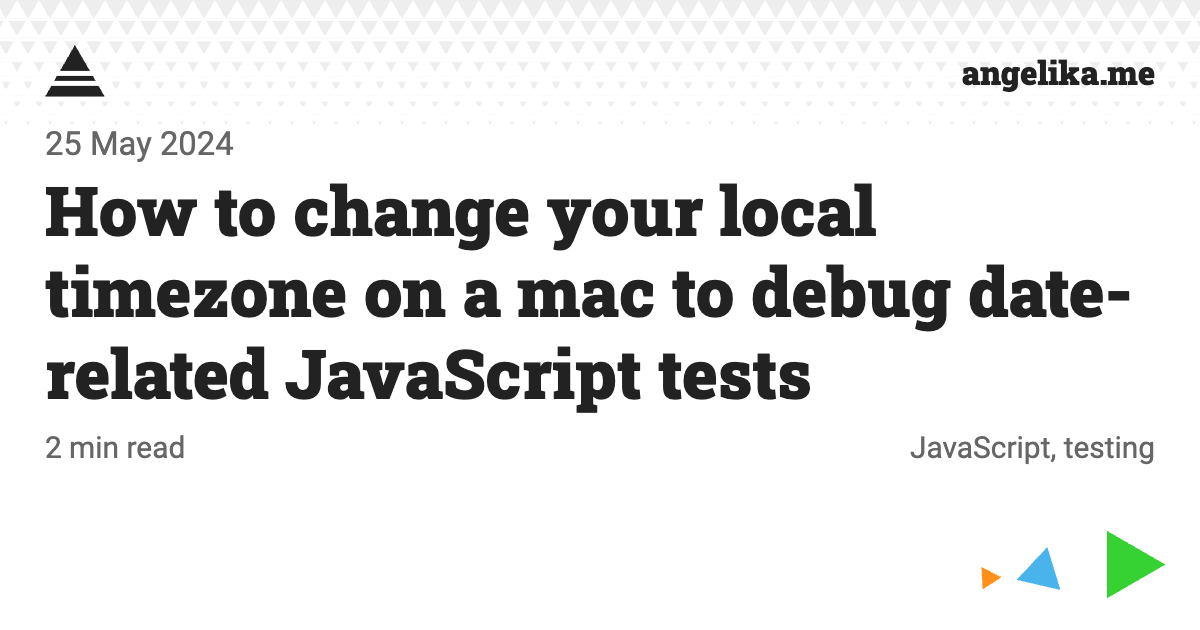 angelika.me
25 May 2024
How to change your local
timezone on a mac to debug date-
related JavaScript tests
2 min read
JavaScript, testing